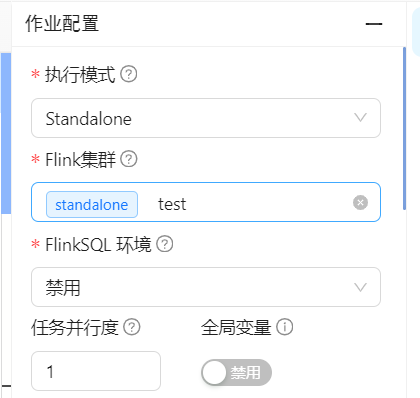 作业配置
* 执行模式
Standalone
* Flink集群
standalone test
* FlinkSQL 环境
禁用
任务并行度 全局变量
1 禁用